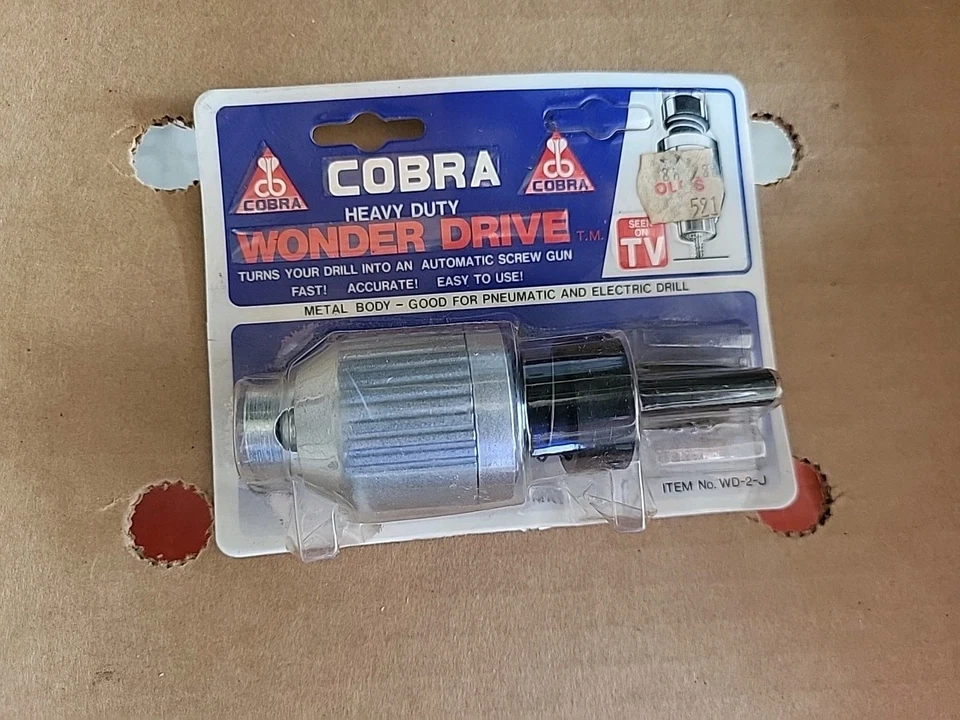 COBRA
COBRA
COBRA
HEAVY DUTY
WONDER DRIVE T.M.
TURNS YOUR DRILL INTO AN AUTOMATIC SCREW GUN
FAST! ACCURATE! EASY TO USE!
METAL BODY – GOOD FOR PNEUMATIC AND ELECTRIC DRILL
591
SEEN
ON
TV
ITEM No. WD-2-J